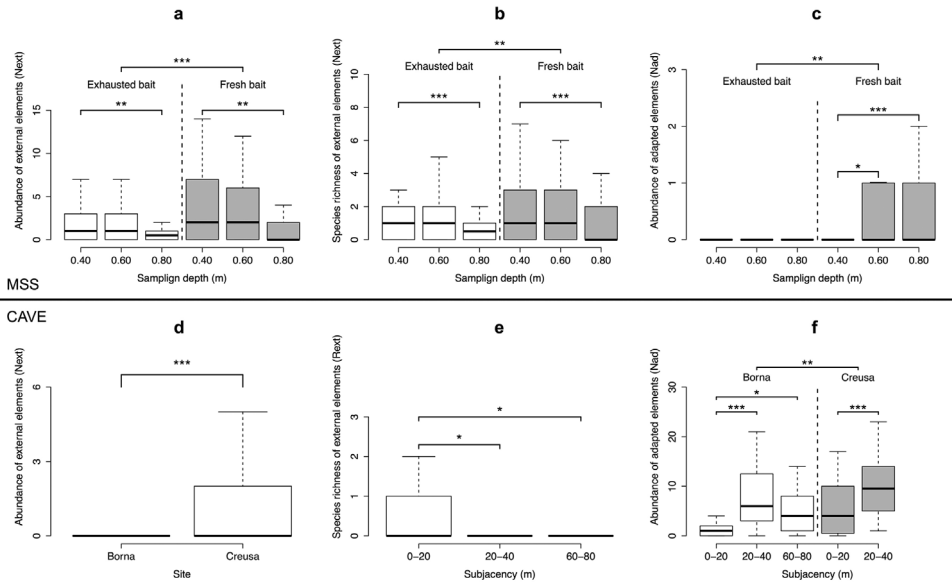 a
Abundance of external elements (Next)
***
Exhausted bait
Fresh bait
**
**
15
10
5
0
0.40 0.60 0.80 0.40 0.60 0.80
Samplign depth (m)
b
Species richness of external elements (Next)
**
Exhausted bait
Fresh bait
***
***
10
8
6
4
2
0
0.40 0.60 0.80 0.40 0.60 0.80
Samplign depth (m)
c
Abundance of adapted elements (Nad)
**
Exhausted bait
Fresh bait
***
*
3
2
1
0
0.40 0.60 0.80 0.40 0.60 0.80
Samplign depth (m)
MSS
CAVE
d
Abundance of external elements (Next)
***
6
3
0
Borna Creusa
Site
e
Species richness of external elements (Rext)
*
*
3
2
1
0
0–20 20–40 60–80
Subjacency (m)
f
Abundance of adapted elements (Nad)
**
Borna
Creusa
*
***
***
30
20
10
0
0–20 20–40 60–80 0–20 20–40
Subjacency (m)